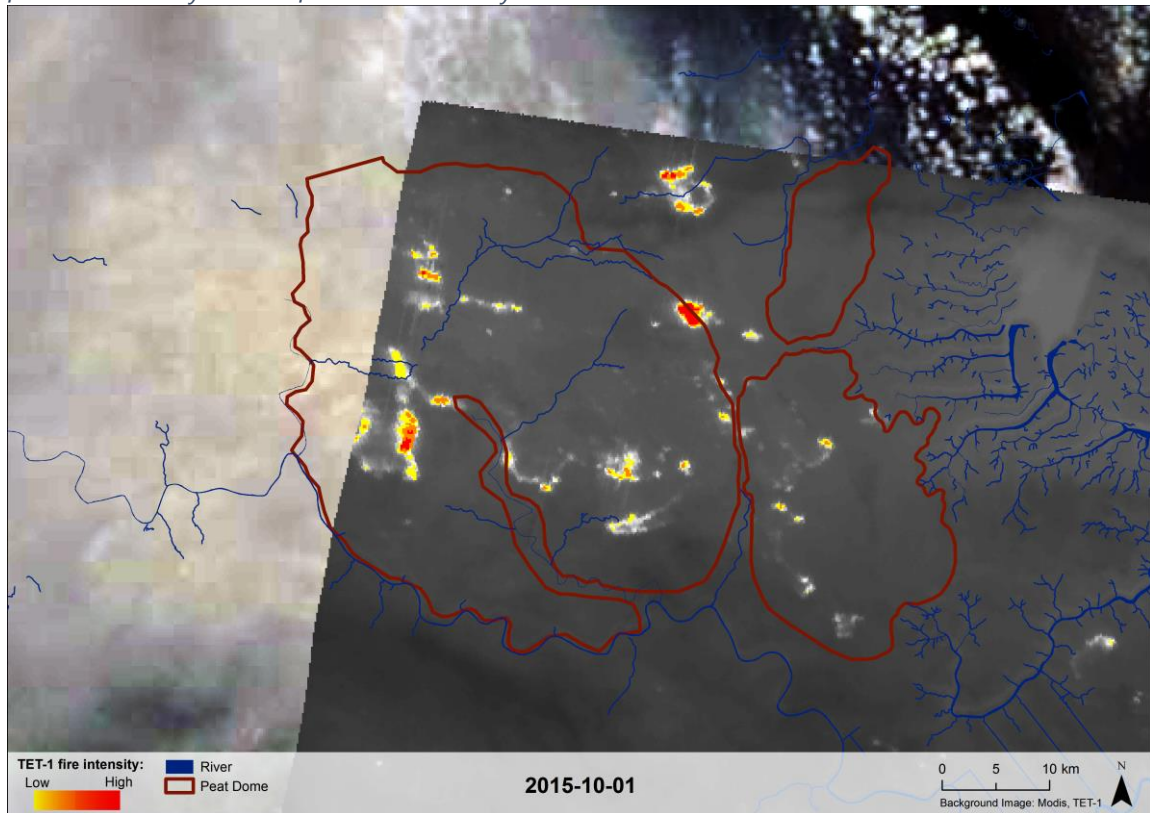 TET-1 fire intensity:
Low High
River
Peat Dome
2015-10-01
0 5 10 km
N
Background Image: Modis, TET-1